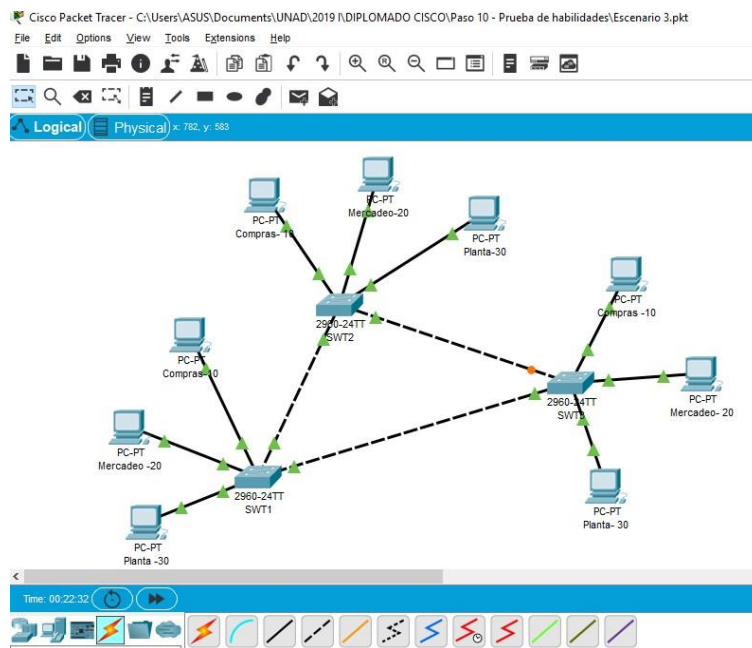 Cisco Packet Tracer - C:\Users\ASUS\Documents\UNAD\2019 I\DIPLOMADO CISCO\Paso 10 - Prueba de habilidades\Escenario 3.pkt
File Edit Options View Tools Extensions Help
Logical Physical x: 782, y: 583
PC-PT
Mercadeo-20
PC-PT
Compras- 10
PC-PT
Planta-30
2960-24TT
SWT2
PC-PT
Compras -10
PC-PT
Compras-10
2960-24TT
SWT3
PC-PT
Mercadeo- 20
PC-PT
Mercadeo -20
2960-24TT
SWT1
PC-PT
Planta- 30
PC-PT
Planta -30
Time: 00:22:32